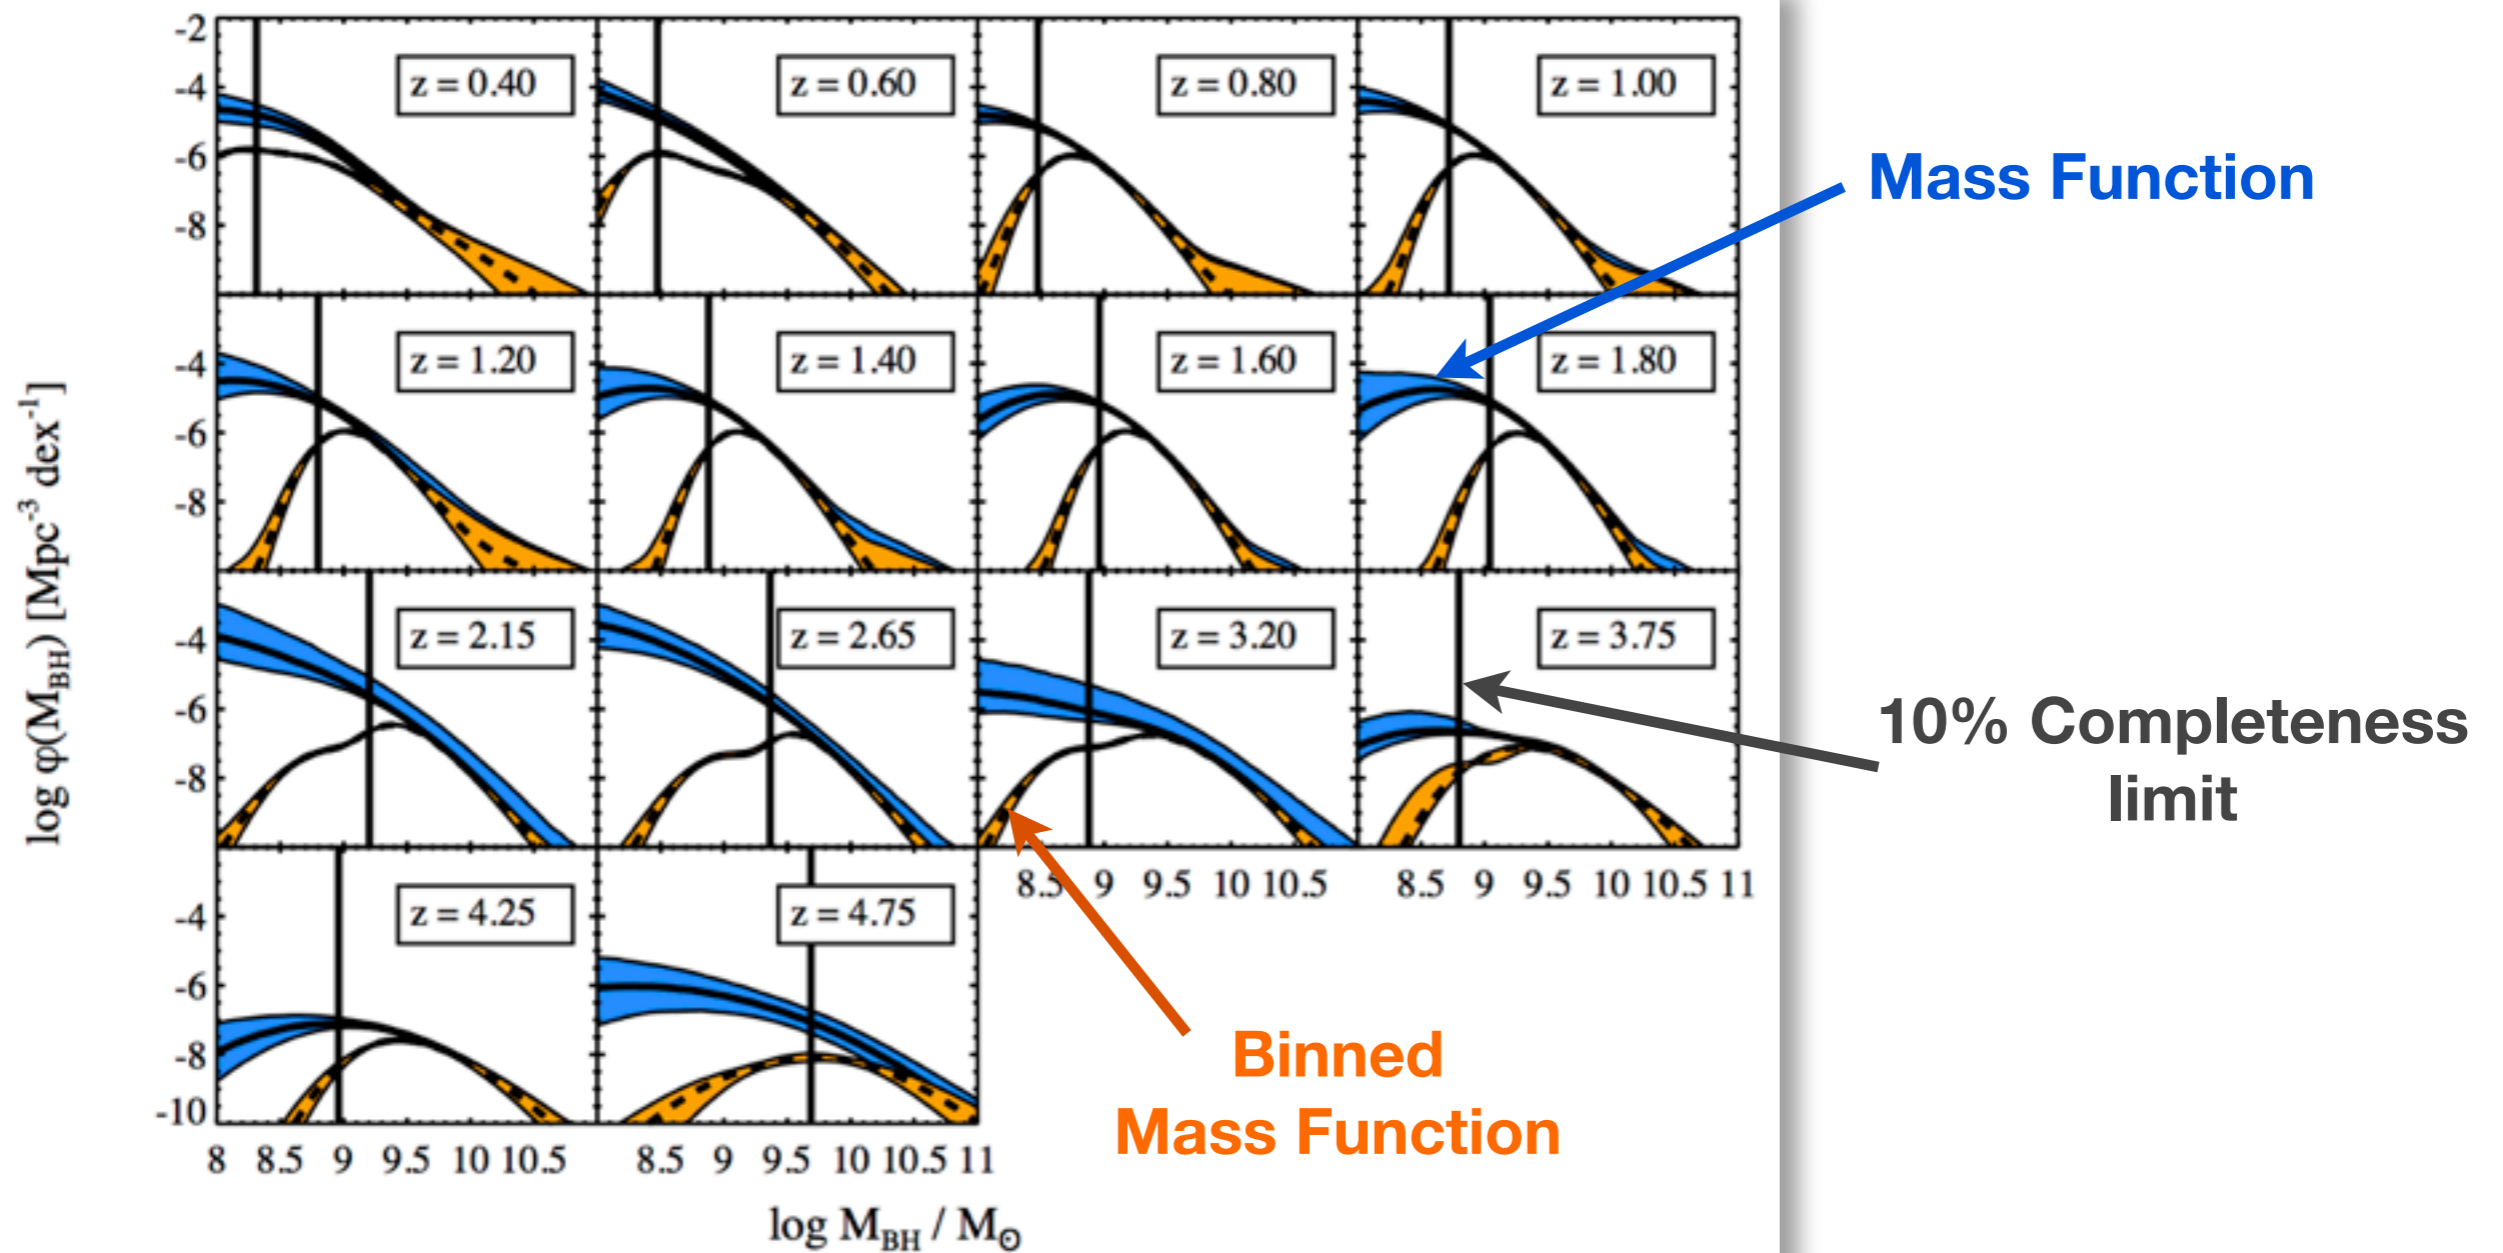 -2
-4
-6
-8
z = 0.40
z = 0.60
z = 0.80
z = 1.00
Mass Function
-4
-6
-8
z = 1.20
z = 1.40
z = 1.60
z = 1.80
log φ(M_BH) [Mpc⁻³ dex⁻¹]
-4
-6
-8
z = 2.15
z = 2.65
z = 3.20
z = 3.75
10% Completeness
limit
8.5 9 9.5 10 10.5
8.5 9 9.5 10 10.5 11
-4
-6
-8
-10
z = 4.25
z = 4.75
Binned
Mass Function
8 8.5 9 9.5 10 10.5
8.5 9 9.5 10 10.5 11
log M_BH / M_⊙